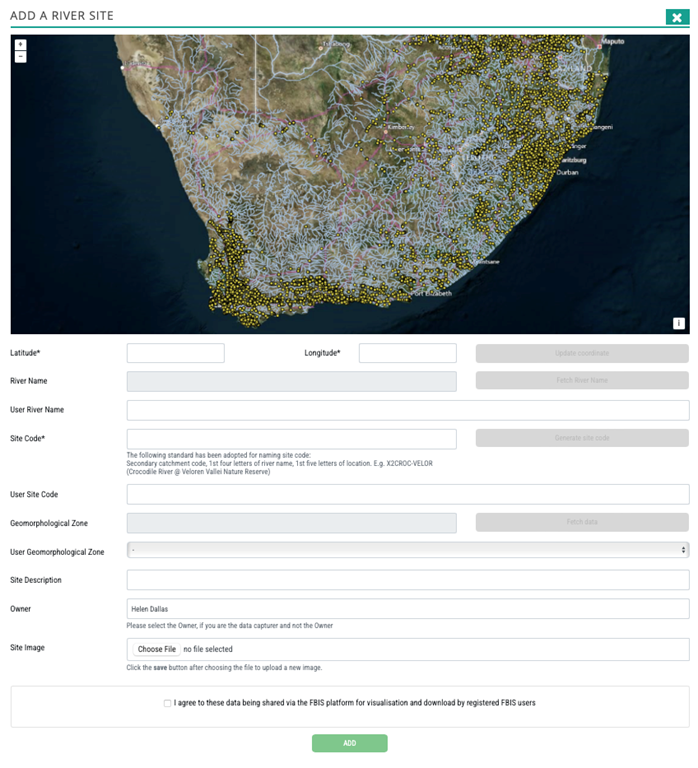 ADD A RIVER SITE
+
-
Maputo
Kimberley
Durban
Port Elizabeth
i
Latitude*
Longitude*
Update coordinate
River Name
Fetch River Name
User River Name
Site Code*
Generate site code
The following standard has been adopted for naming site code:
Secondary catchment code, 1st four letters of river name, 1st five letters of location. E.g. X2CROC-VELOR
(Crocodile River @ Veloren Vallei Nature Reserve)
User Site Code
Geomorphological Zone
Fetch data
User Geomorphological Zone
-
Site Description
Owner
Helen Dallas
Please select the Owner, if you are the data capturer and not the Owner
Site Image
Choose File no file selected
Click the save button after choosing the file to upload a new image.
I agree to these data being shared via the FBIS platform for visualisation and download by registered FBIS users
ADD